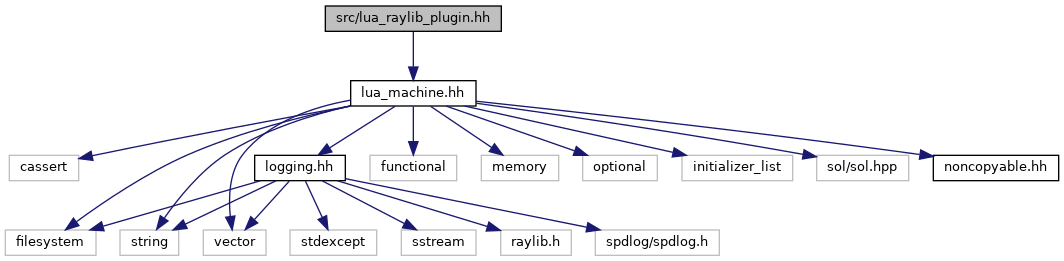 src/lua_raylib_plugin.hh
lua_machine.hh
cassert
logging.hh
functional
memory
optional
initializer_list
sol/sol.hpp
noncopyable.hh
filesystem
string
vector
stdexcept
sstream
raylib.h
spdlog/spdlog.h